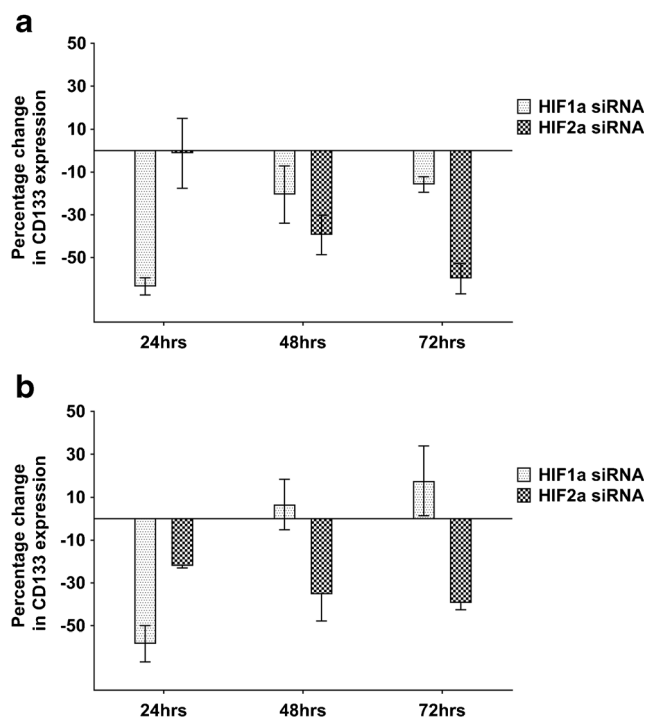 a
Percentage change
in CD133 expression
50
30
10
-10
-30
-50
24hrs 48hrs 72hrs
HIF1a siRNA
HIF2a siRNA
b
Percentage change
in CD133 expression
50
30
10
-10
-30
-50
24hrs 48hrs 72hrs
HIF1a siRNA
HIF2a siRNA